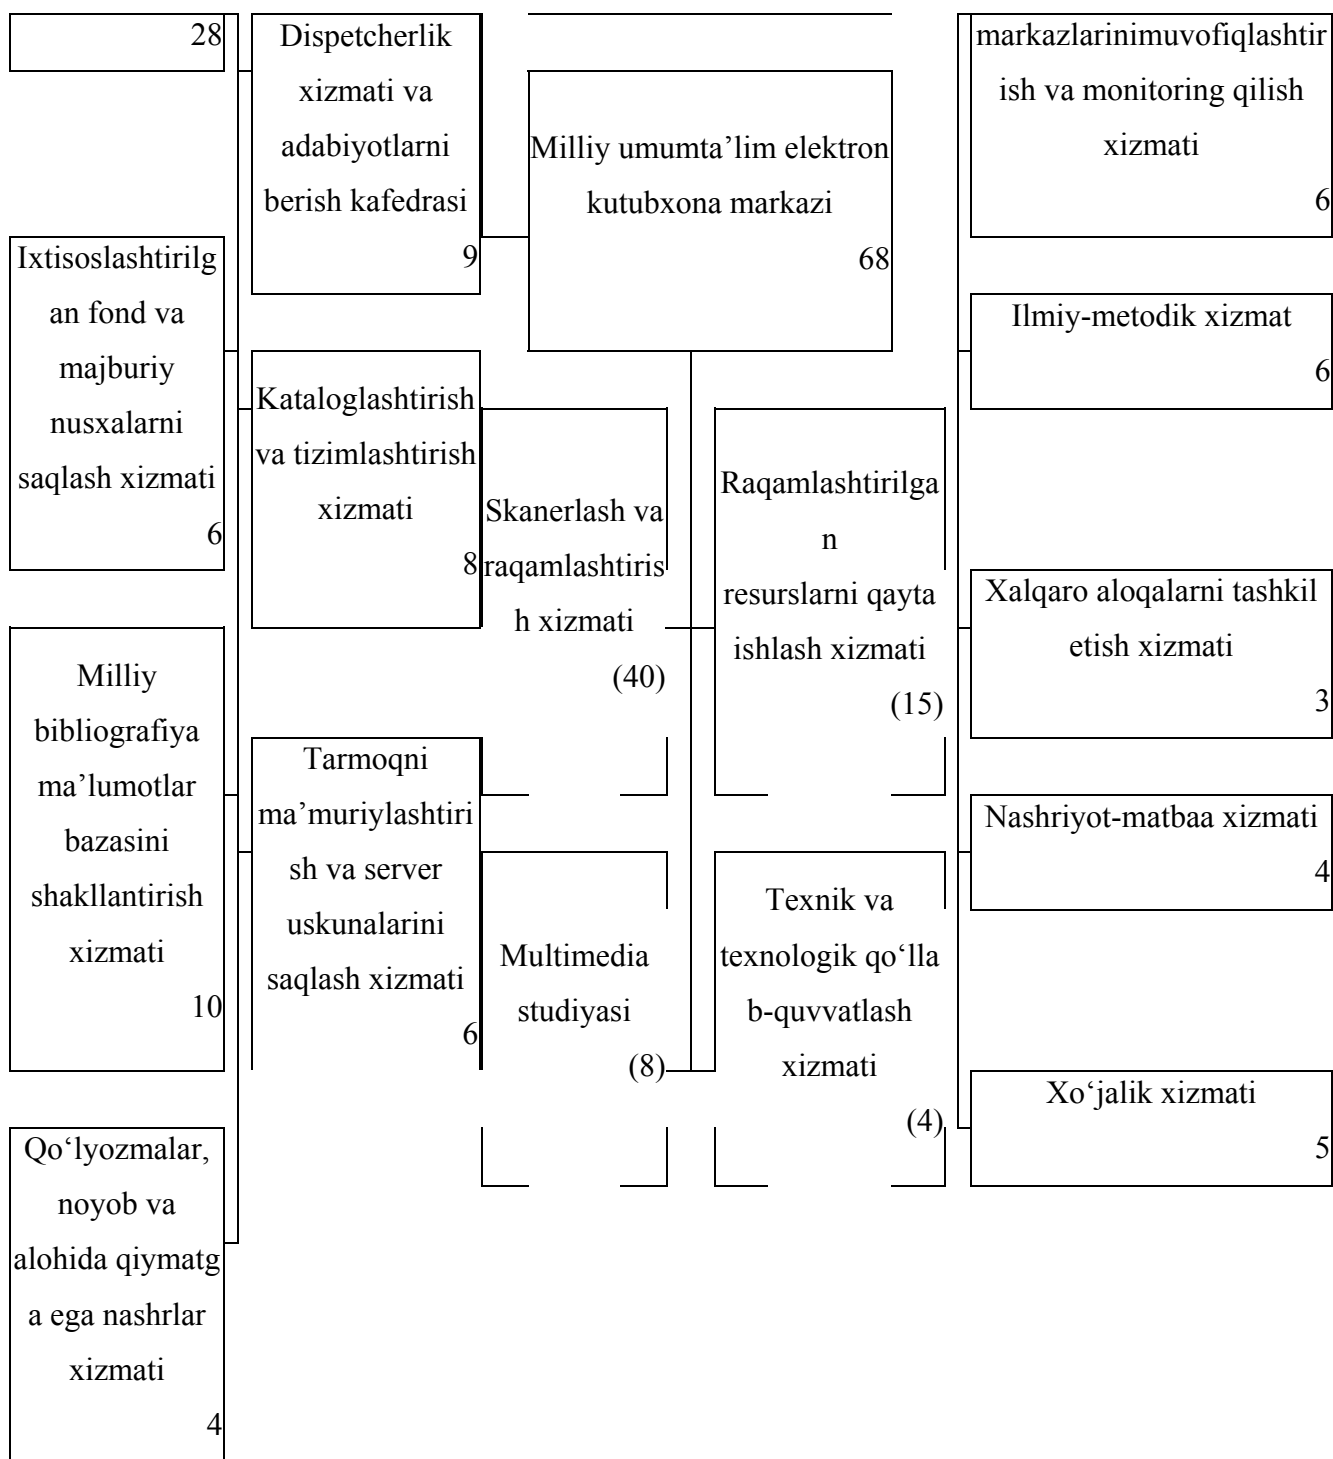 28
Ixtisoslashtirilg
an fond va
majburiy
nusxalarni
saqlash xizmati
6
Milliy
bibliografiya
ma’lumotlar
bazasini
shakllantirish
xizmati
10
Qo‘lyozmalar,
noyob va
alohida qiymatg
a ega nashrlar
xizmati
4
Dispetcherlik
xizmati va
adabiyotlarni
berish kafedrasi
9
Kataloglashtirish
va tizimlashtirish
xizmati
8
Tarmoqni
ma’muriylashtiri
sh va server
uskunalarini
saqlash xizmati
6
Milliy umumta’lim elektron
kutubxona markazi
68
Skanerlash va
raqamlashtiris
h xizmati
(40)
Multimedia
studiyasi
(8)
Raqamlashtirilga
n
resurslarni qayta
ishlash xizmati
(15)
Texnik va
texnologik qo‘lla
b-quvvatlash
xizmati
(4)
markazlarinimuvofiqlashtir
ish va monitoring qilish
xizmati
6
Ilmiy-metodik xizmat
6
Xalqaro aloqalarni tashkil
etish xizmati
3
Nashriyot-matbaa xizmati
4
Xo‘jalik xizmati
5